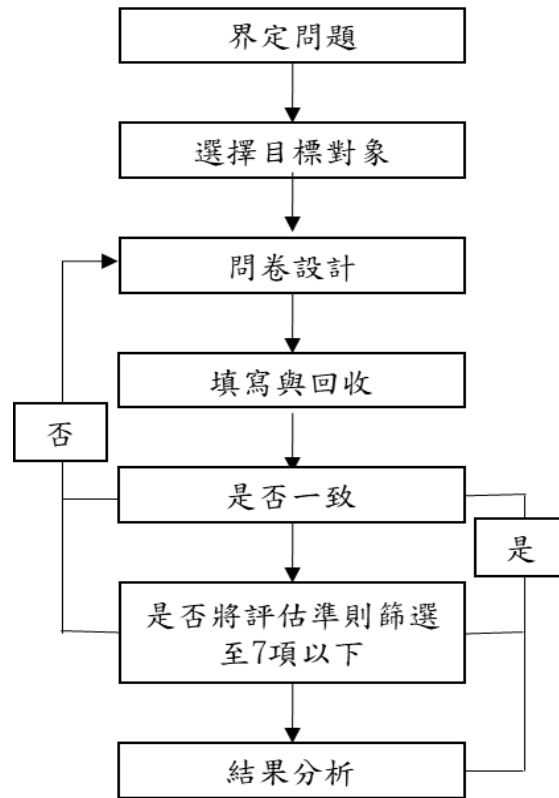 界定問題
選擇目標對象
問卷設計
填寫與回收
否
是否一致
是
是否將評估準則篩選
至7項以下
結果分析